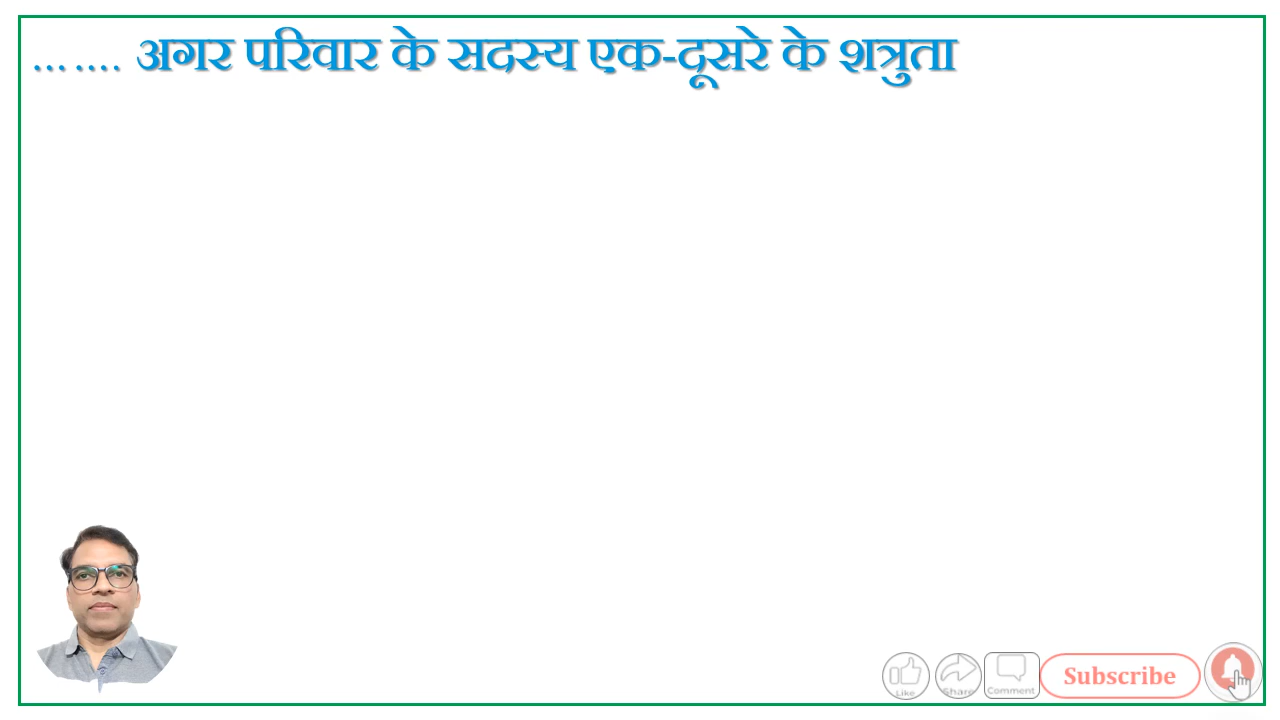 ……. अगर परिवार के सदस्य एक-दूसरे के शत्रुता
Like
Share
Comment
Subscribe